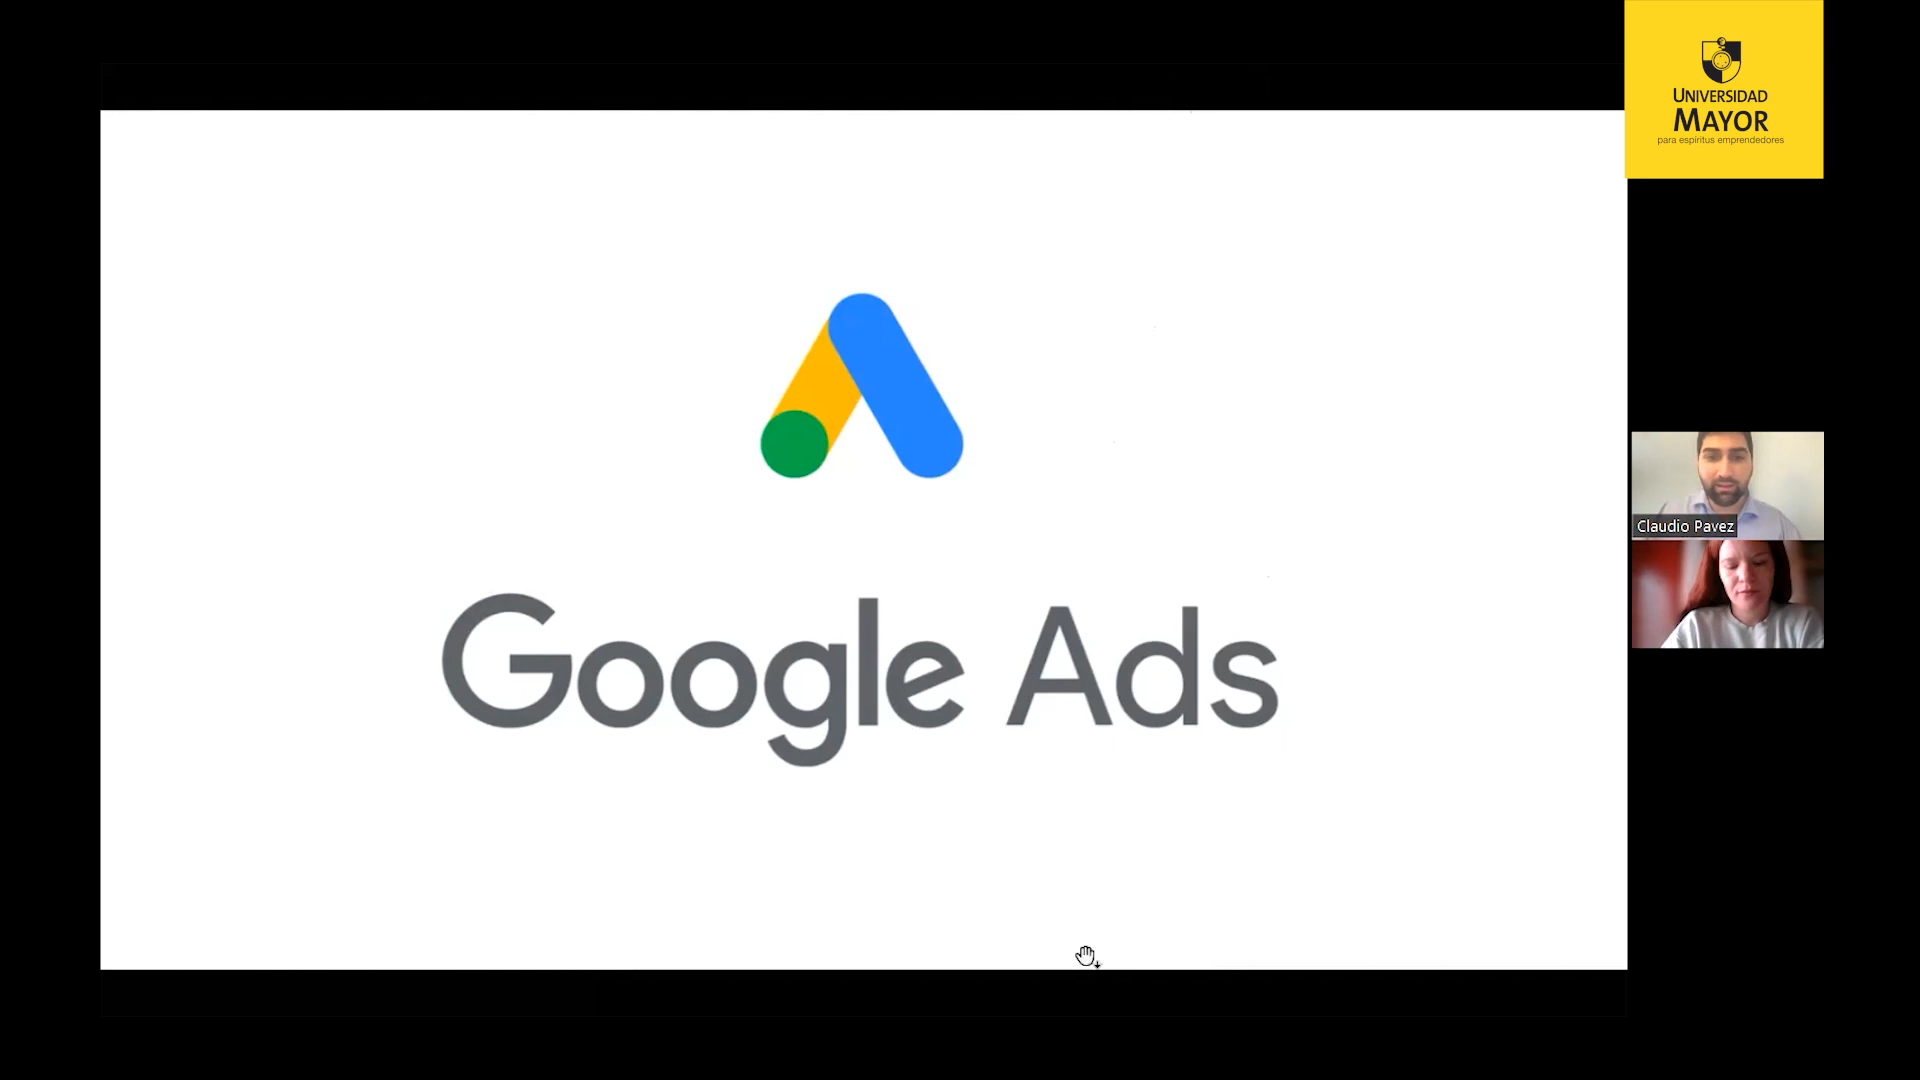 Google Ads
UNIVERSIDAD
MAYOR
para espíritus emprendedores
Claudio Pavez